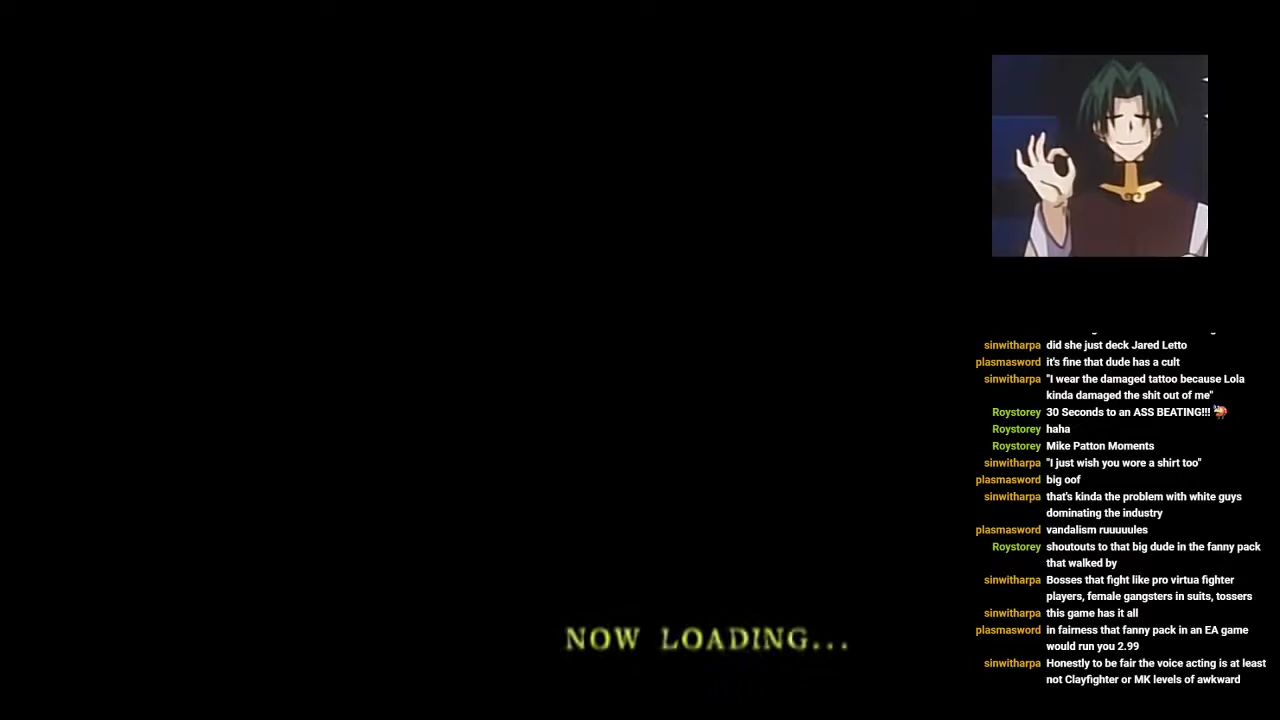 sinwitharpa did she just deck Jared Letto
plasmasword it's fine that dude has a cult
sinwitharpa "I wear the damaged tattoo because Lola
kinda damaged the shit out of me"
Roystorey 30 Seconds to an ASS BEATING!!!
Roystorey haha
Roystorey Mike Patton Moments
sinwitharpa "I just wish you wore a shirt too"
plasmasword big oof
sinwitharpa that's kinda the problem with white guys
dominating the industry
plasmasword vandalism ruuuuules
Roystorey shoutouts to that big dude in the fanny pack
that walked by
sinwitharpa Bosses that fight like pro virtua fighter
players, female gangsters in suits, tossers
sinwitharpa this game has it all
plasmasword in fairness that fanny pack in an EA game
would run you 2.99
sinwitharpa Honestly to be fair the voice acting is at least
not Clayfighter or MK levels of awkward
NOW LOADING...